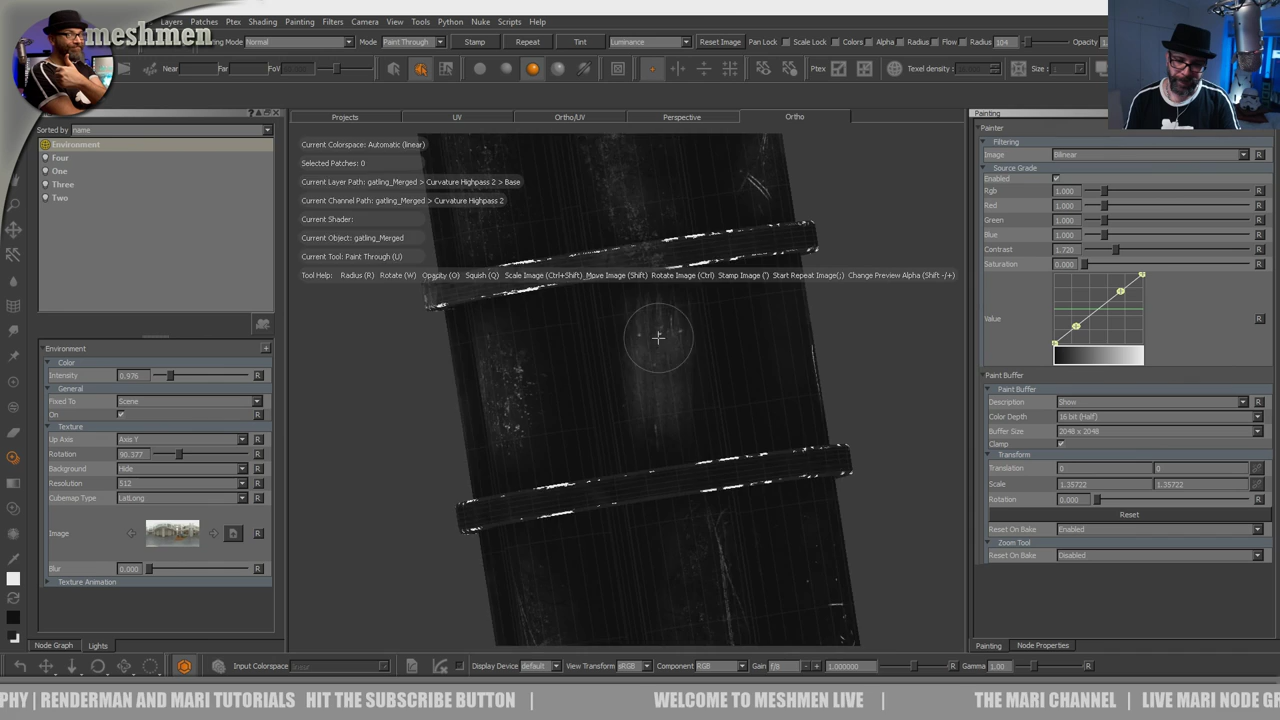 Layers Patches Ptex Shading Painting Filters Camera View Tools Python Nuke Scripts Help
meshmen
Mode Normal Mode Paint Through Stamp Repeat Tint Luminance Reset Image Pan Lock Scale Lock Colors Alpha Radius Flow Radius 104 Opacity
Near Far FoV Ptex Texel density: Size: 1
Projects UV Ortho/UV Perspective Ortho Painting
Sorted by name
Environment
Four
One
Three
Two
Environment
Color
Intensity 0.976
General
Fixed To Scene
On
Texture
Up Axis Axis Y
Rotation 90.377
Background Hide
Resolution 512
Cubemap Type LatLong
Image
Blur 0.000
Texture Animation
Node Graph Lights
Current Colorspace: Automatic (linear)
Selected Patches: 0
Current Layer Path: gatling_Merged > Curvature Highpass 2 > Base
Current Channel Path: gatling_Merged > Curvature Highpass 2
Current Shader:
Current Object: gatling_Merged
Current Tool: Paint Through (U)
Tool Help: Radius (R) Rotate (W) Opacity (O) Squish (Q) Scale Image (Ctrl+Shift) Move Image (Shift) Rotate Image (Ctrl) Stamp Image (') Start Repeat Image(;) Change Preview Alpha (Shift -/+)
Painter
Filtering
Image Bilinear R
Source Grade
Enabled R
Rgb 1.000 R
Red 1.000 R
Green 1.000 R
Blue 1.000 R
Contrast 1.720 R
Saturation 0.000 R
Value R
Paint Buffer
Paint Buffer
Description Show R
Color Depth 16 bit (Half)
Buffer Size 2048 x 2048
Clamp
Transform
Translation 0 0
Scale 1.35722 1.35722
Rotation 0.000 R
Reset
Reset On Bake Enabled
Zoom Tool
Reset On Bake Disabled
Painting Node Properties
Input Colorspace linear Display Device default View Transform sRGB Component RGB Gain f/8 - + 1.000000 R Gamma 1.00 R
PHY | RENDERMAN AND MARI TUTORIALS HIT THE SUBSCRIBE BUTTON | WELCOME TO MESHMEN LIVE | THE MARI CHANNEL | LIVE MARI NODE GR